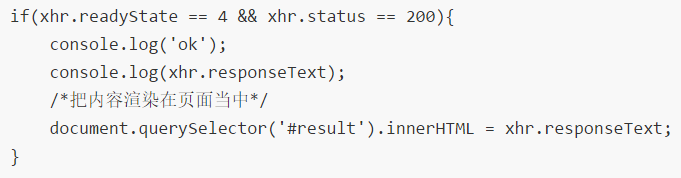 if(xhr.readyState == 4 && xhr.status == 200){
    console.log('ok');
    console.log(xhr.responseText);
    /*把内容渲染在页面当中*/
    document.querySelector('#result').innerHTML = xhr.responseText;
}